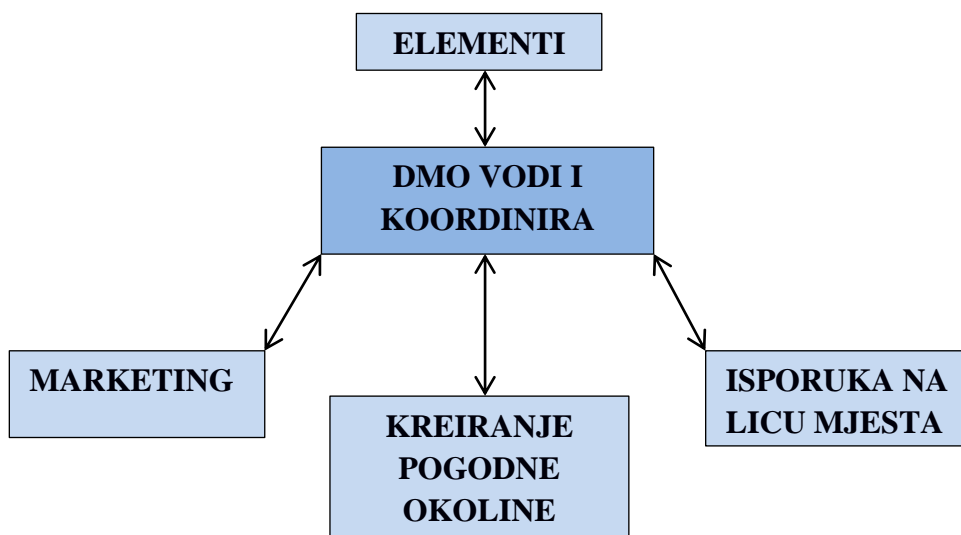 ELEMENTI
DMO VODI I
KOORDINIRA
MARKETING
KREIRANJE
POGODNE
OKOLINE
ISPORUKA NA
LICU MJESTA